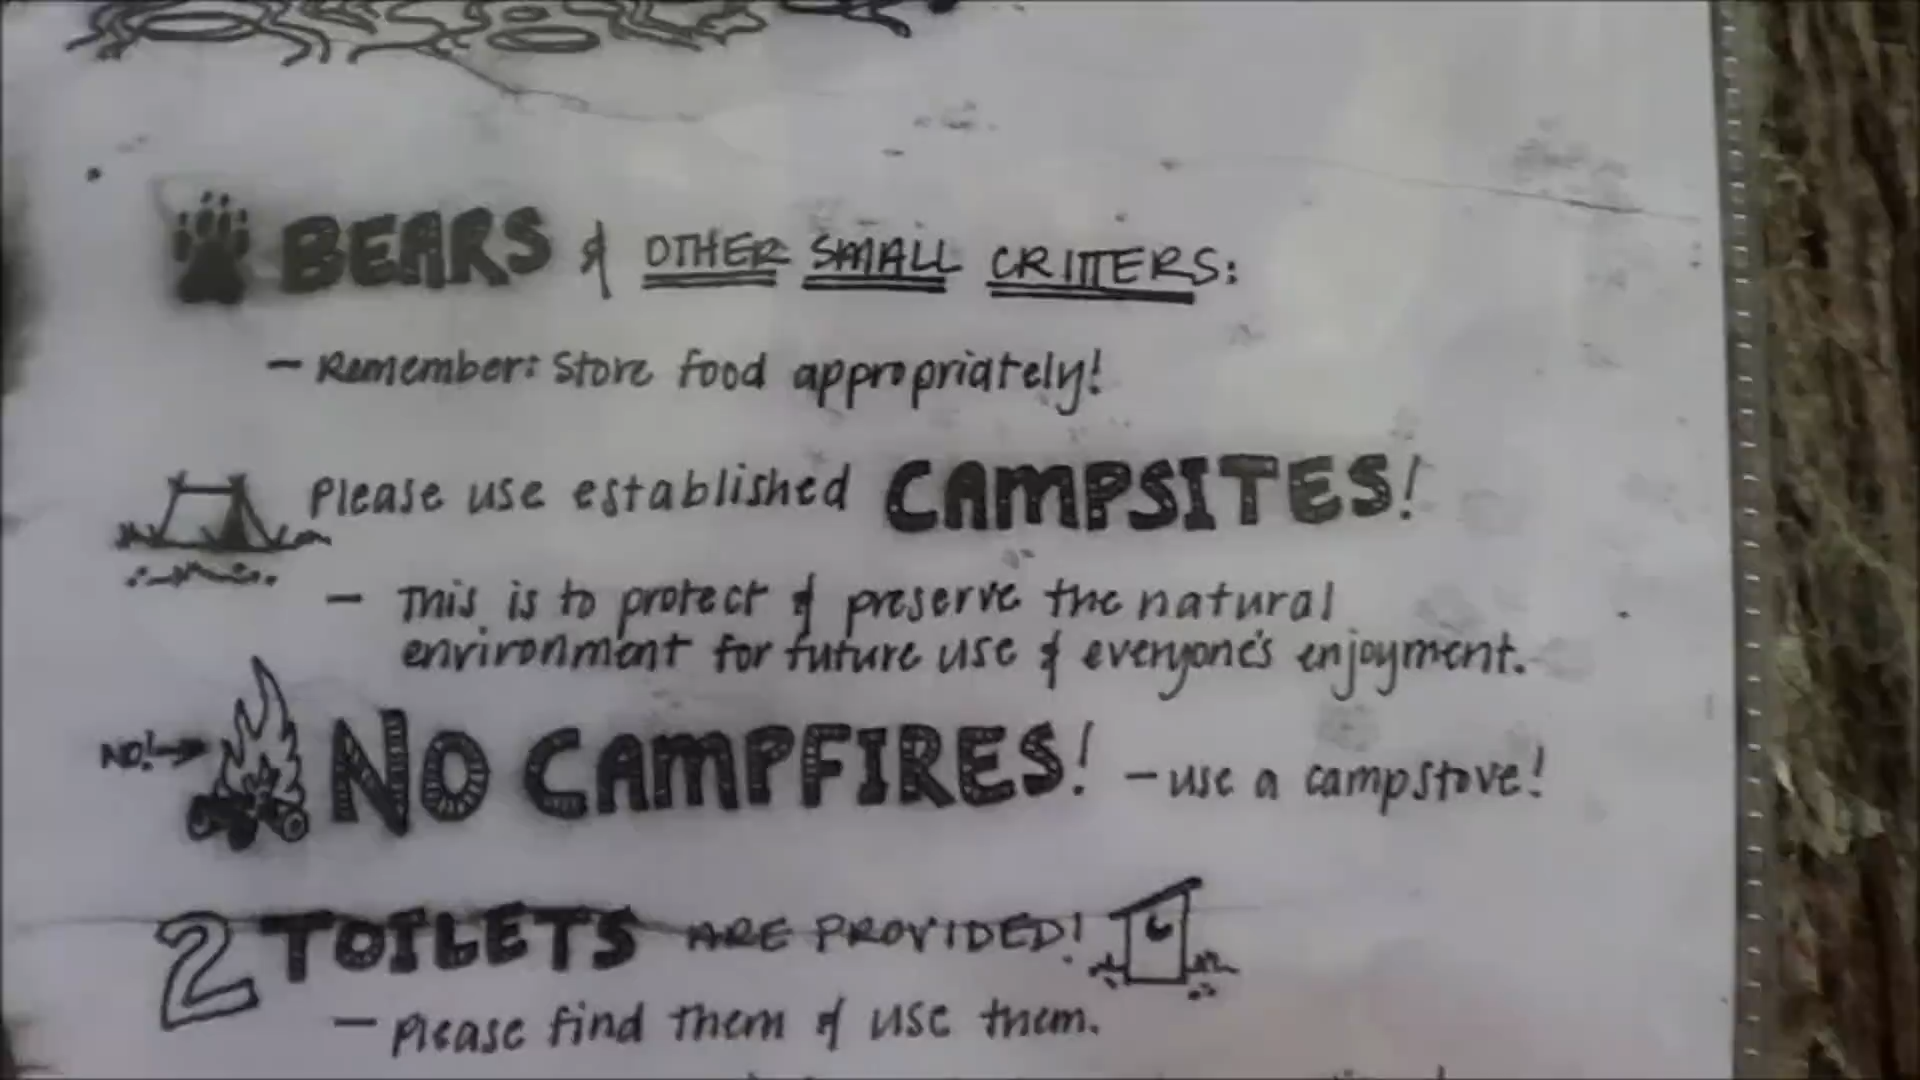 BEARS & OTHER SMALL CRITTERS:
- Remember: Store food appropriately!
Please use established CAMPSITES!
- This is to protect & preserve the natural
environment for future use & everyone's enjoyment.
NO! → NO CAMPFIRES! - use a campstove!
2 TOILETS ARE PROVIDED!
- Please find them & use them.